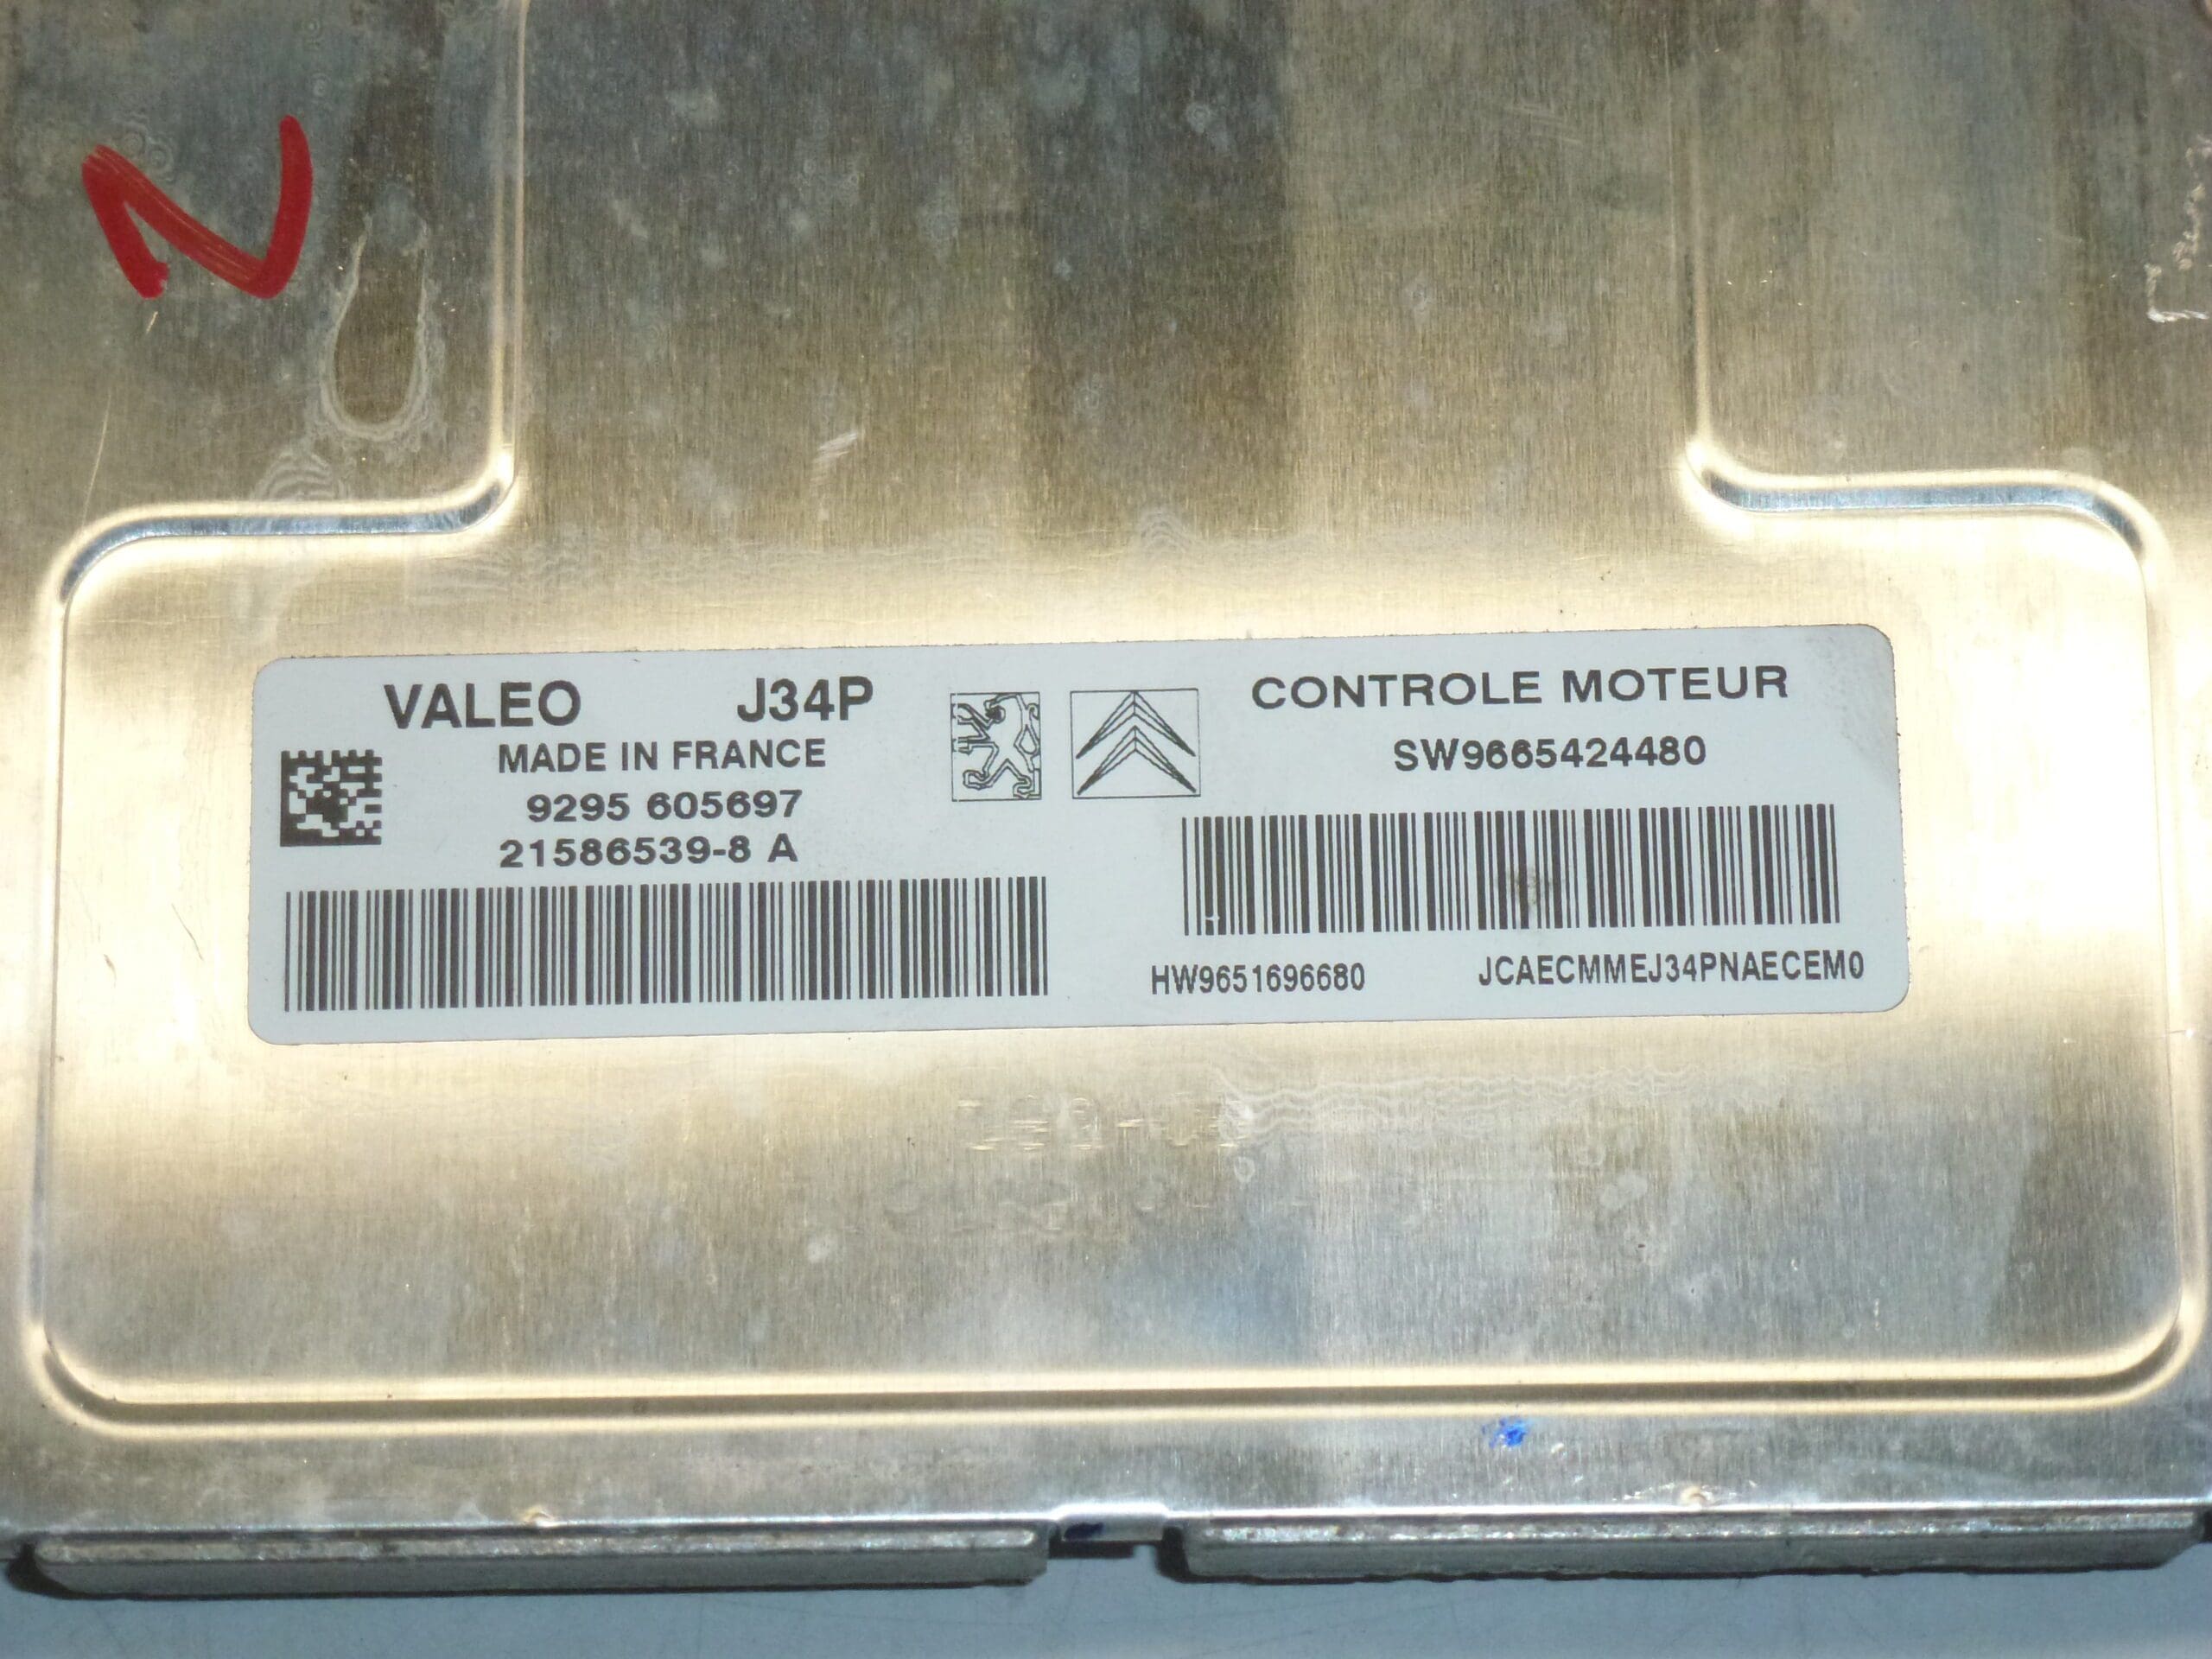 VALEO J34P
MADE IN FRANCE
9295 605697
21586539-8 A
CONTROLE MOTEUR
SW9665424480
HW9651696680 JCAECMMEJ34PNAECEM0